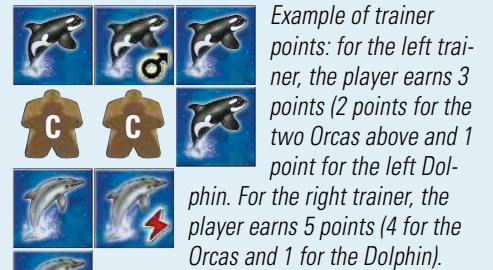 Example of trainer
points: for the left trai-
ner, the player earns 3
points (2 points for the
two Orcas above and 1
point for the left Dol-
phin. For the right trainer, the
player earns 5 points (4 for the
Orcas and 1 for the Dolphin).
C C